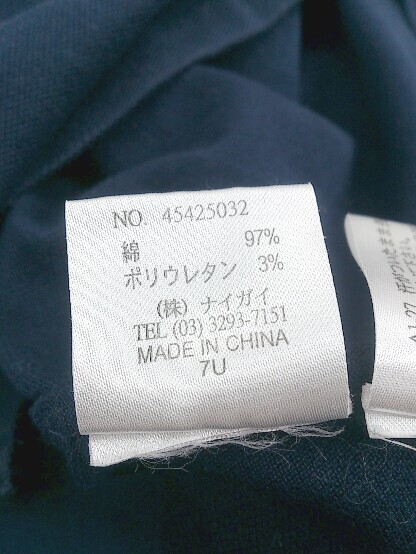 NO. 45425032
綿 97%
ポリウレタン 3%
(株) ナイガイ
TEL (03) 3293-7151
MADE IN CHINA
7U